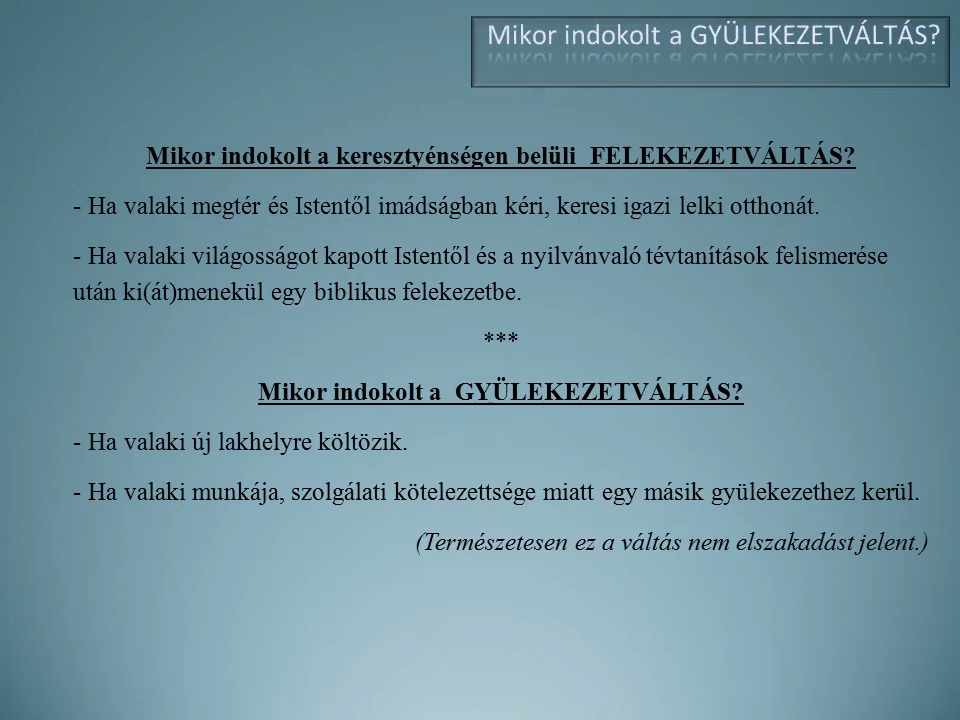 Mikor indokolt a GYÜLEKEZETVÁLTÁS?
Mikor indokolt a keresztyénségen belüli  FELEKEZETVÁLTÁS?
- Ha valaki megtér és Istentől imádságban kéri, keresi igazi lelki otthonát.
- Ha valaki világosságot kapott Istentől és a nyilvánvaló tévtanítások felismerése
után ki(át)menekül egy biblikus felekezetbe.
***
Mikor indokolt a  GYÜLEKEZETVÁLTÁS?
- Ha valaki új lakhelyre költözik.
- Ha valaki munkája, szolgálati kötelezettsége miatt egy másik gyülekezethez kerül.
(Természetesen ez a váltás nem elszakadást jelent.)